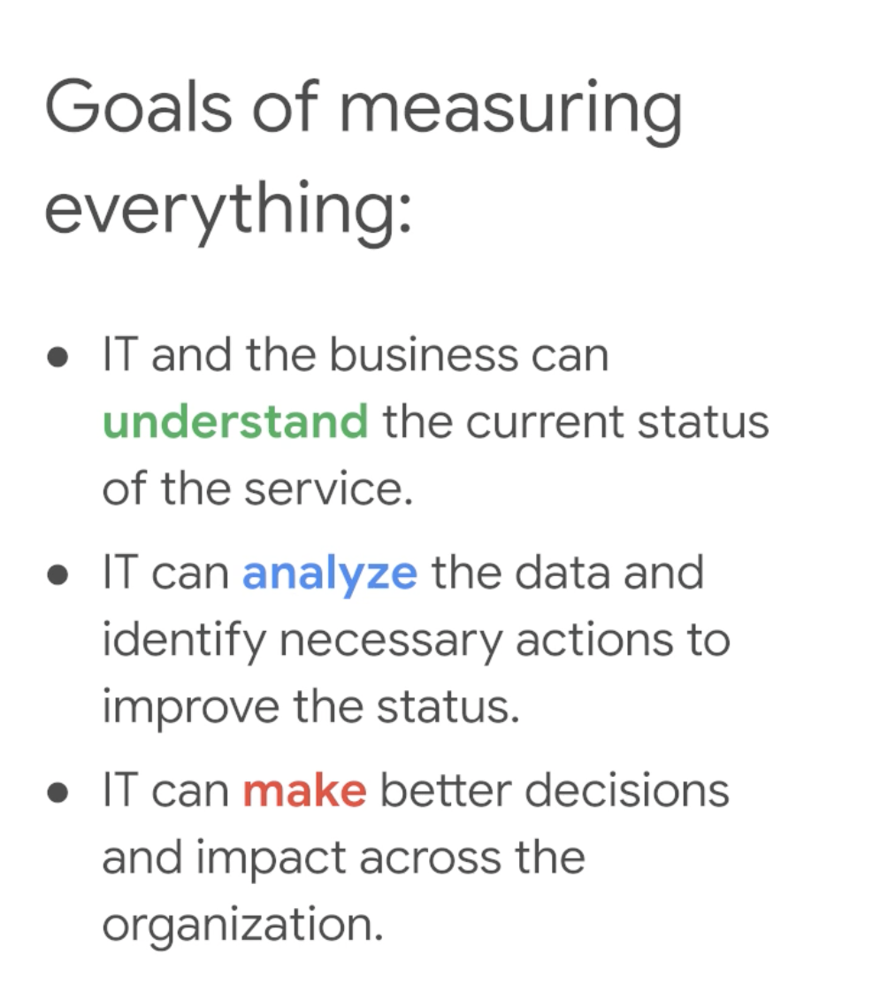 Goals of measuring
everything:
● IT and the business can
understand the current status
of the service.
● IT can analyze the data and
identify necessary actions to
improve the status.
● IT can make better decisions
and impact across the
organization.